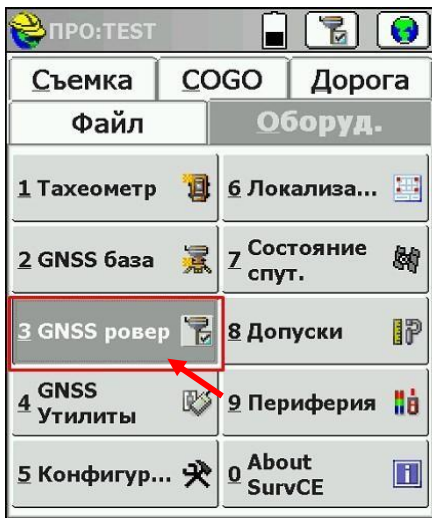 ПРО:TEST
Съемка COGO Дорога
Файл Оборуд.
1 Тахеометр
6 Локализа...
2 GNSS база
7 Состояние
спут.
3 GNSS ровер
8 Допуски
4 GNSS
Утилиты
9 Периферия
5 Конфигур...
0 About
SurvCE